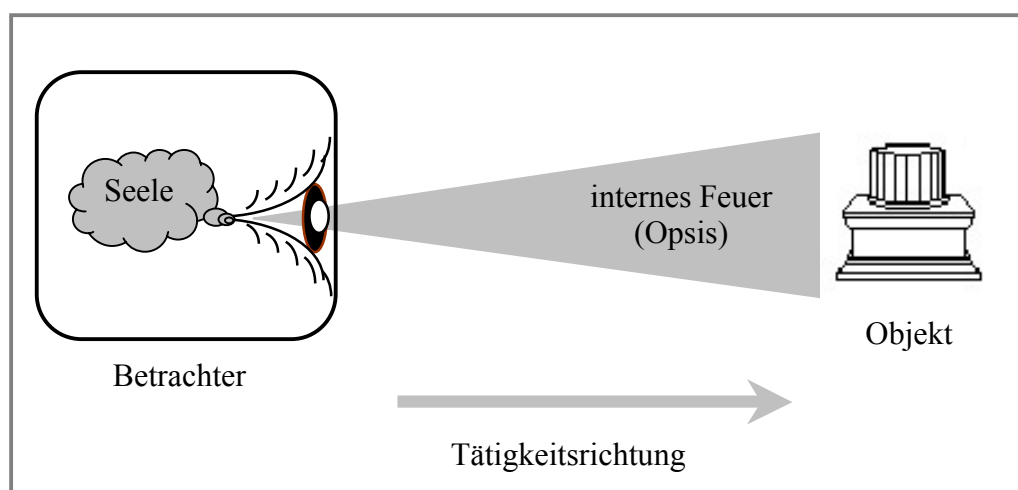 Seele
internes Feuer
(Opsis)
Objekt
Betrachter
Tätigkeitsrichtung